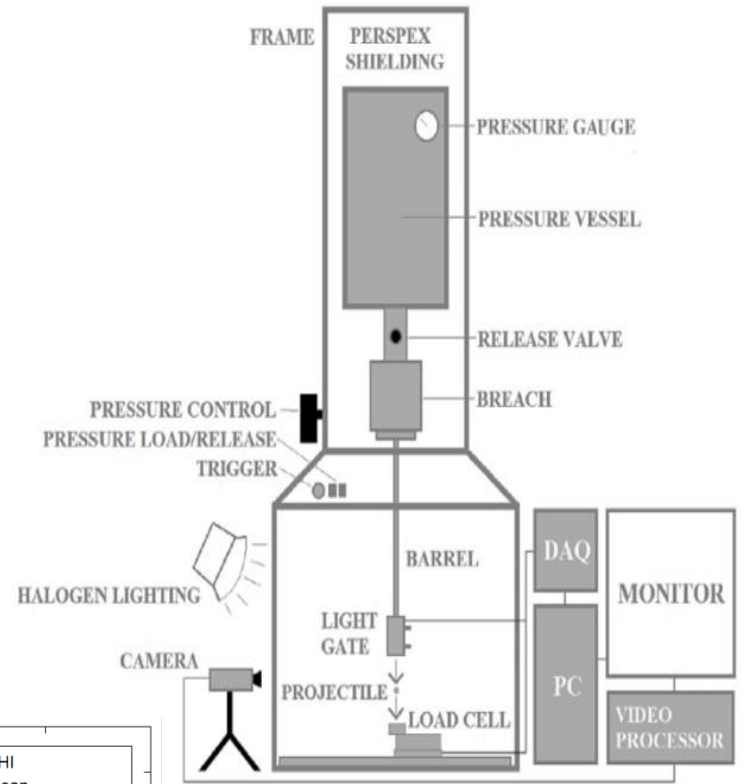 FRAME
PERSPEX
SHIELDING
PRESSURE GAUGE
PRESSURE VESSEL
RELEASE VALVE
BREACH
PRESSURE CONTROL
PRESSURE LOAD/RELEASE
TRIGGER
HALOGEN LIGHTING
BARREL
DAQ
MONITOR
LIGHT
GATE
CAMERA
PROJECTILE
PC
LOAD CELL
VIDEO
PROCESSOR
HI